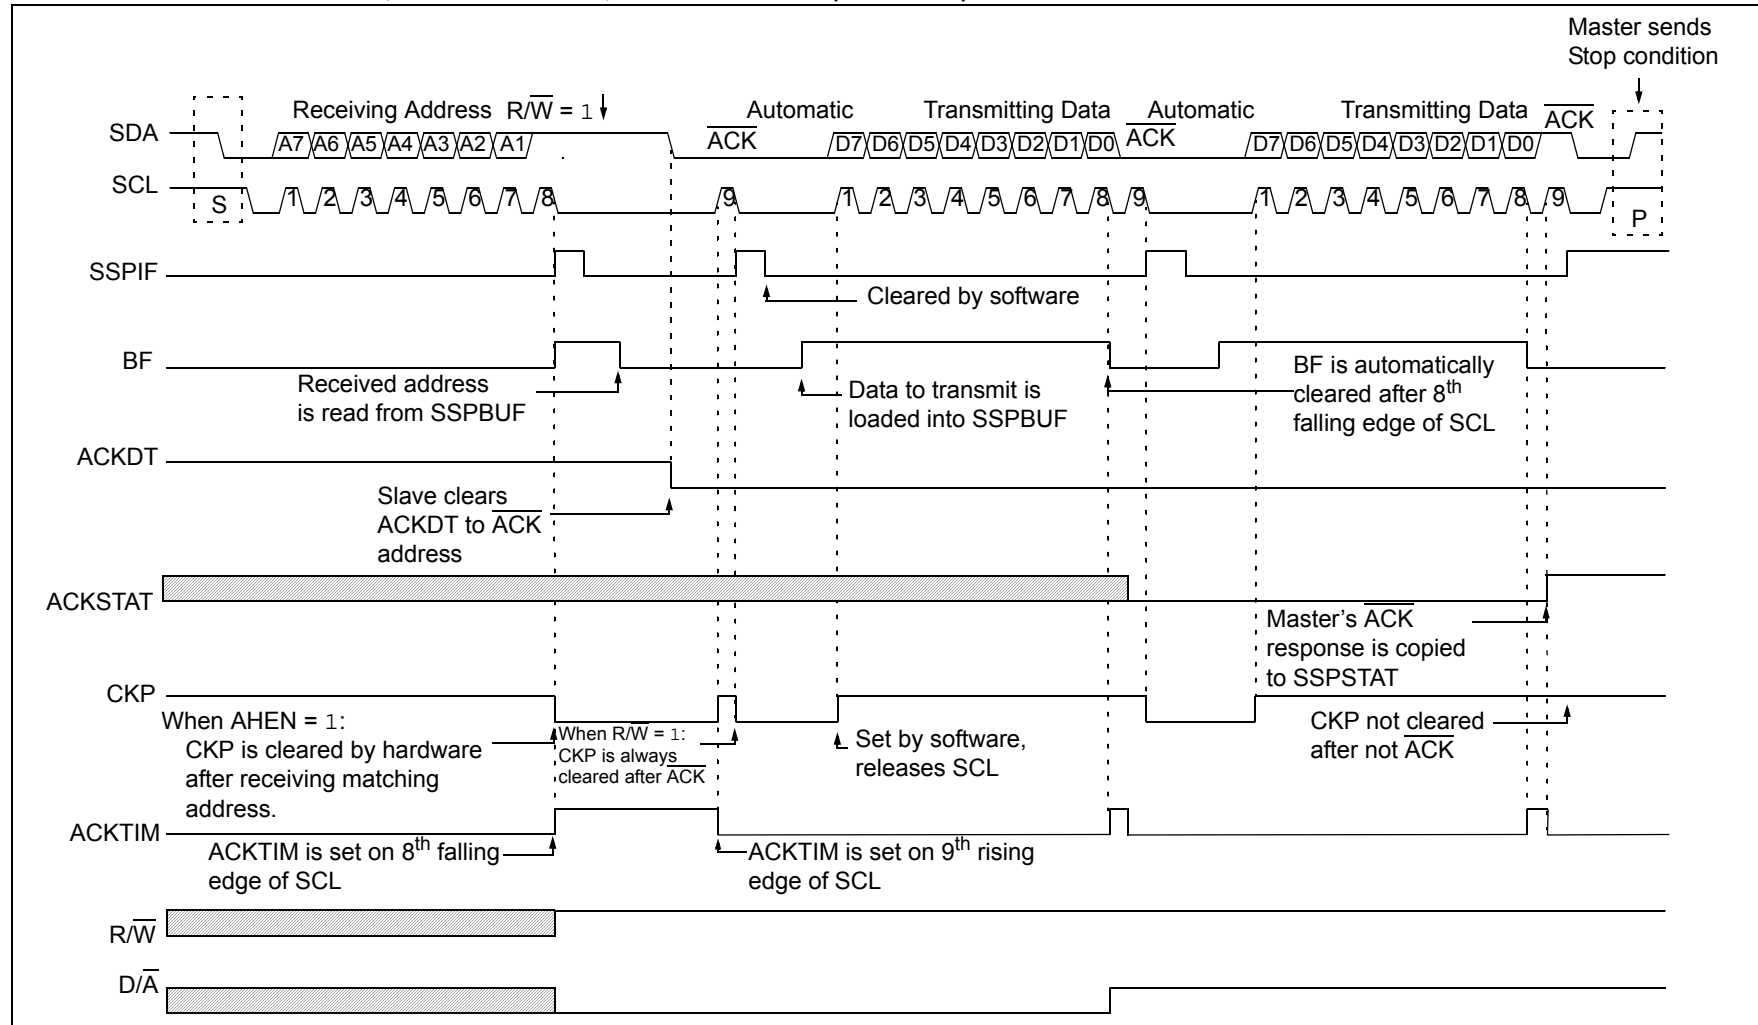 Master sends
Stop condition
Receiving Address R/W = 1
Automatic
Transmitting Data
Automatic
Transmitting Data
ACK
SDA
A7 A6 A5 A4 A3 A2 A1
ACK
D7 D6 D5 D4 D3 D2 D1 D0
ACK
D7 D6 D5 D4 D3 D2 D1 D0
SCL
S
1 2 3 4 5 6 7 8
9
1 2 3 4 5 6 7 8 9
1 2 3 4 5 6 7 8 9
P
SSPIF
Cleared by software
BF
Received address
is read from SSPBUF
Data to transmit is
loaded into SSPBUF
BF is automatically
cleared after 8th
falling edge of SCL
ACKDT
Slave clears
ACKDT to ACK
address
ACKSTAT
Master's ACK
response is copied
to SSPSTAT
CKP
When AHEN = 1:
CKP is cleared by hardware
after receiving matching
address.
When R/W = 1:
CKP is always
cleared after ACK
Set by software,
releases SCL
CKP not cleared
after not ACK
ACKTIM
ACKTIM is set on 8th falling
edge of SCL
ACKTIM is set on 9th rising
edge of SCL
R/W
D/A